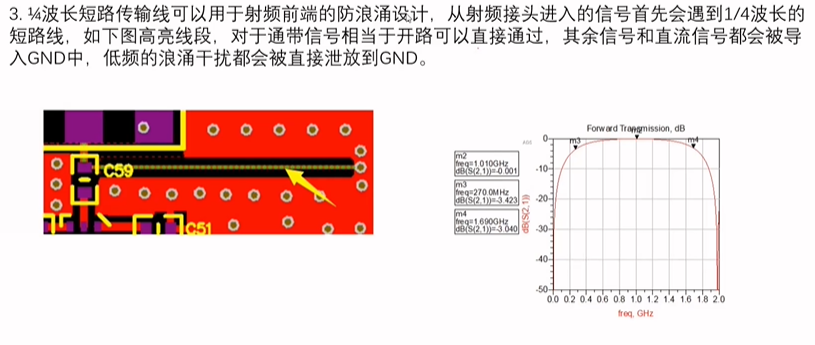 3. ¼波长短路传输线可以用于射频前端的防浪涌设计，从射频接头进入的信号首先会遇到1/4波长的
短路线，如下图高亮线段，对于通带信号相当于开路可以直接通过，其余信号和直流信号都会被导
入GND中，低频的浪涌干扰都会被直接泄放到GND。
C59
C51
m2
freq=1.010GHz
dB(S(2,1))=-0.001
m3
freq=270.0MHz
dB(S(2,1))=-3.423
m4
freq=1.690GHz
dB(S(2,1))=-3.040
Forward Transmission, dB
m3
m2
m4
0
-10
-20
-30
-40
-50
dB(S(2,1))
0.0 0.2 0.4 0.6 0.8 1.0 1.2 1.4 1.6 1.8 2.0
freq, GHz